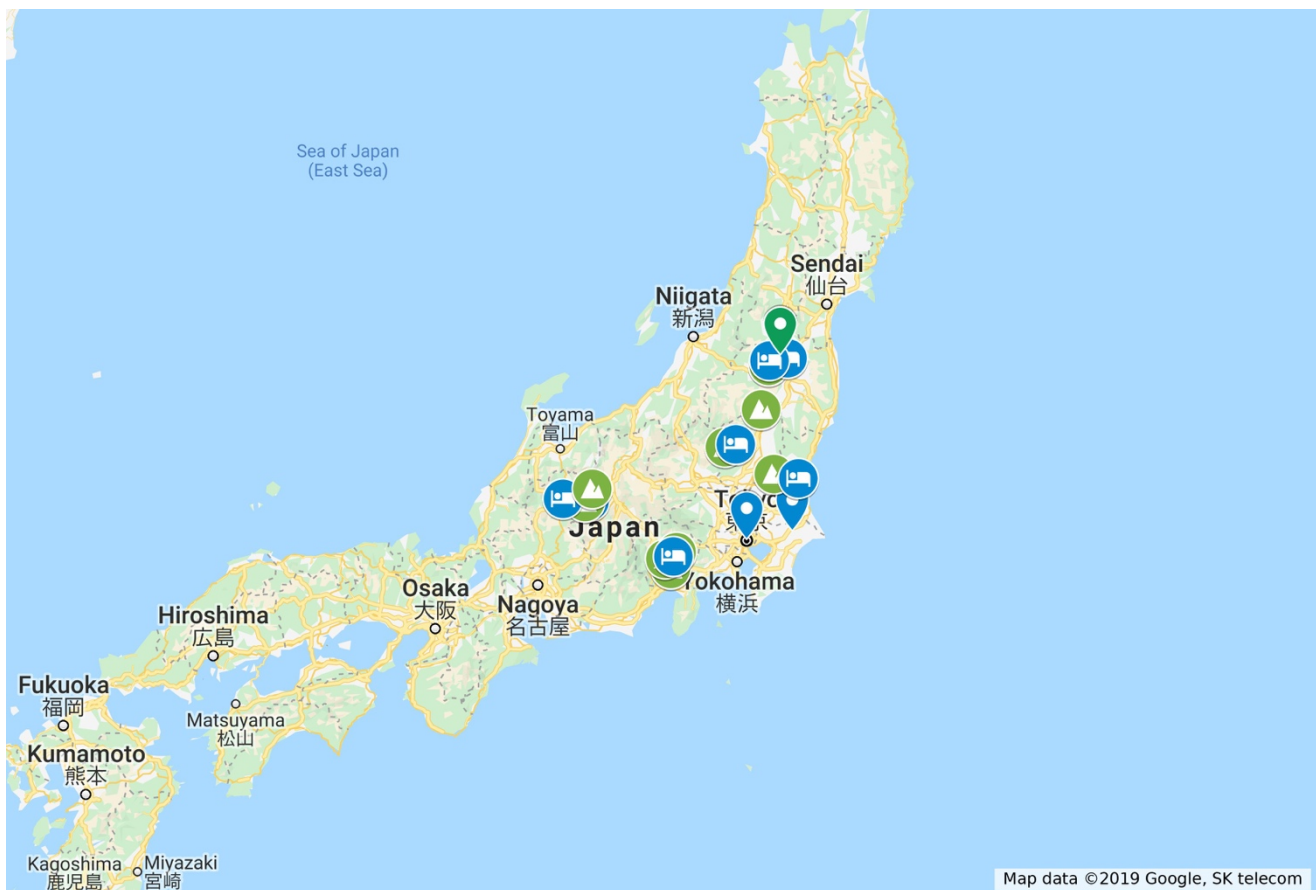 Sea of Japan
(East Sea)
Sendai
仙台
Niigata
新潟
Toyama
富山
Japan
東京
Yokohama
横浜
Nagoya
名古屋
Osaka
大阪
Hiroshima
広島
Fukuoka
福岡
Matsuyama
松山
Kumamoto
熊本
Kagoshima
鹿児島
Miyazaki
宮崎
Map data ©2019 Google, SK telecom